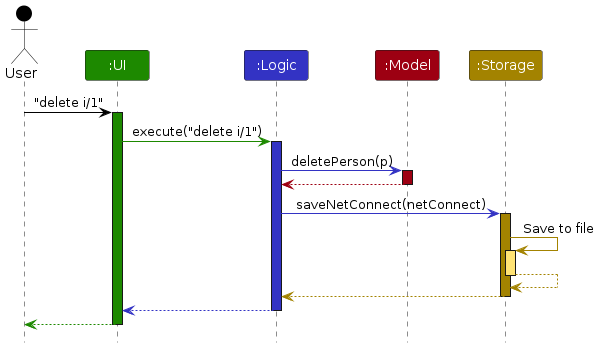 User
:UI
:Logic
:Model
:Storage
"delete i/1"
execute("delete i/1")
deletePerson(p)
saveNetConnect(netConnect)
Save to file